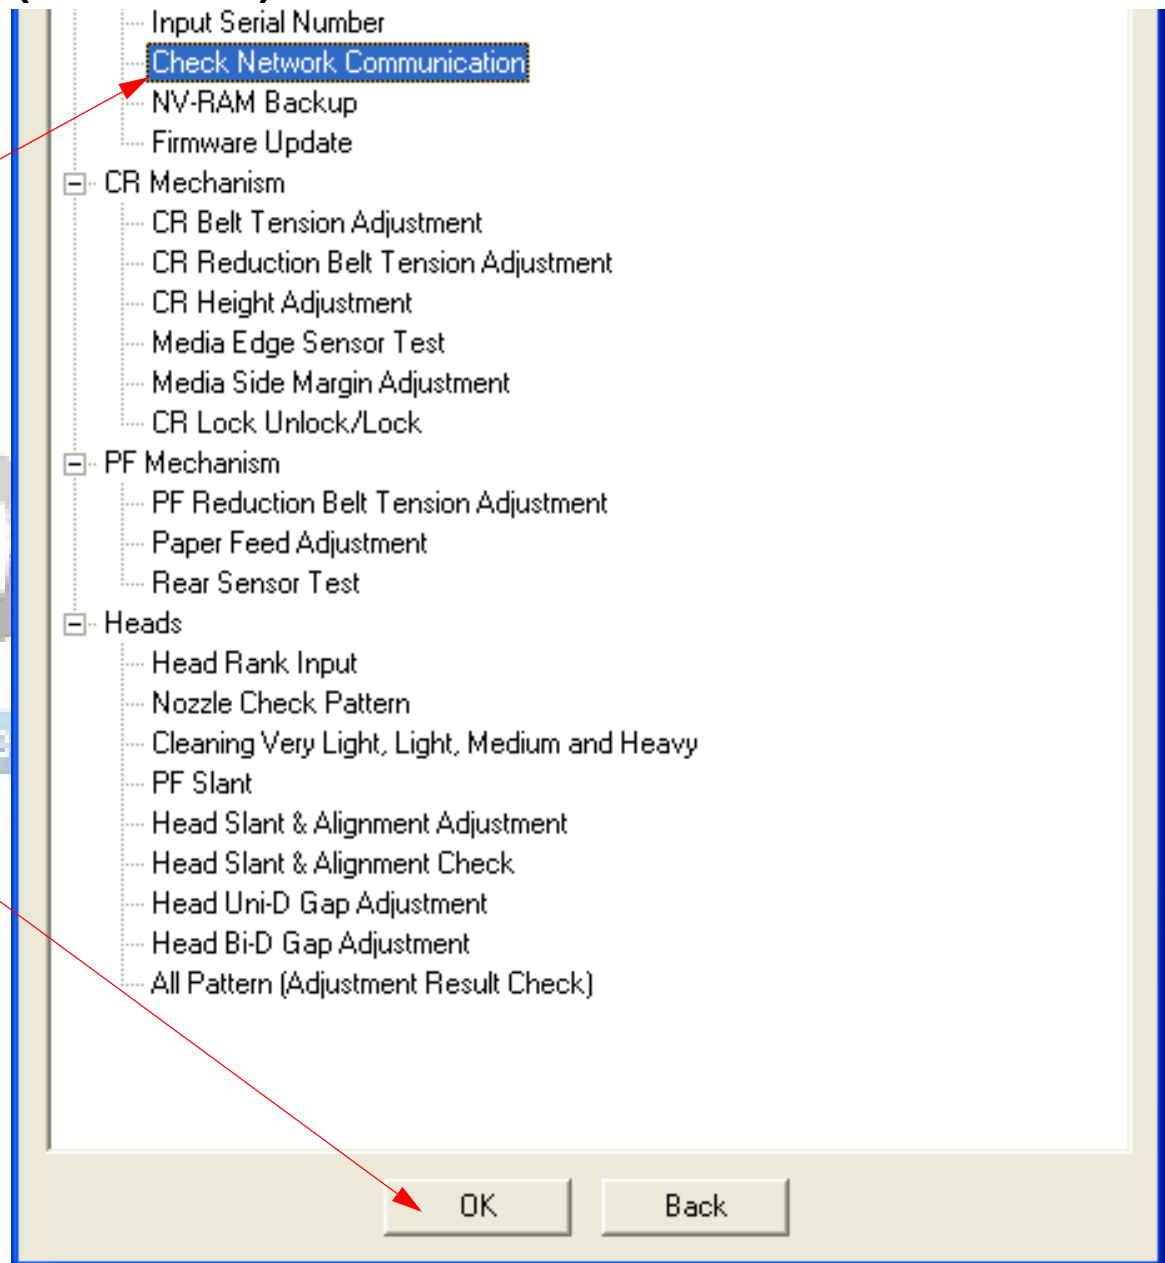 Input Serial Number
Check Network Communication
NV-RAM Backup
Firmware Update
CR Mechanism
CR Belt Tension Adjustment
CR Reduction Belt Tension Adjustment
CR Height Adjustment
Media Edge Sensor Test
Media Side Margin Adjustment
CR Lock Unlock/Lock
PF Mechanism
PF Reduction Belt Tension Adjustment
Paper Feed Adjustment
Rear Sensor Test
Heads
Head Rank Input
Nozzle Check Pattern
Cleaning Very Light, Light, Medium and Heavy
PF Slant
Head Slant & Alignment Adjustment
Head Slant & Alignment Check
Head Uni-D Gap Adjustment
Head Bi-D Gap Adjustment
All Pattern (Adjustment Result Check)
OK Back